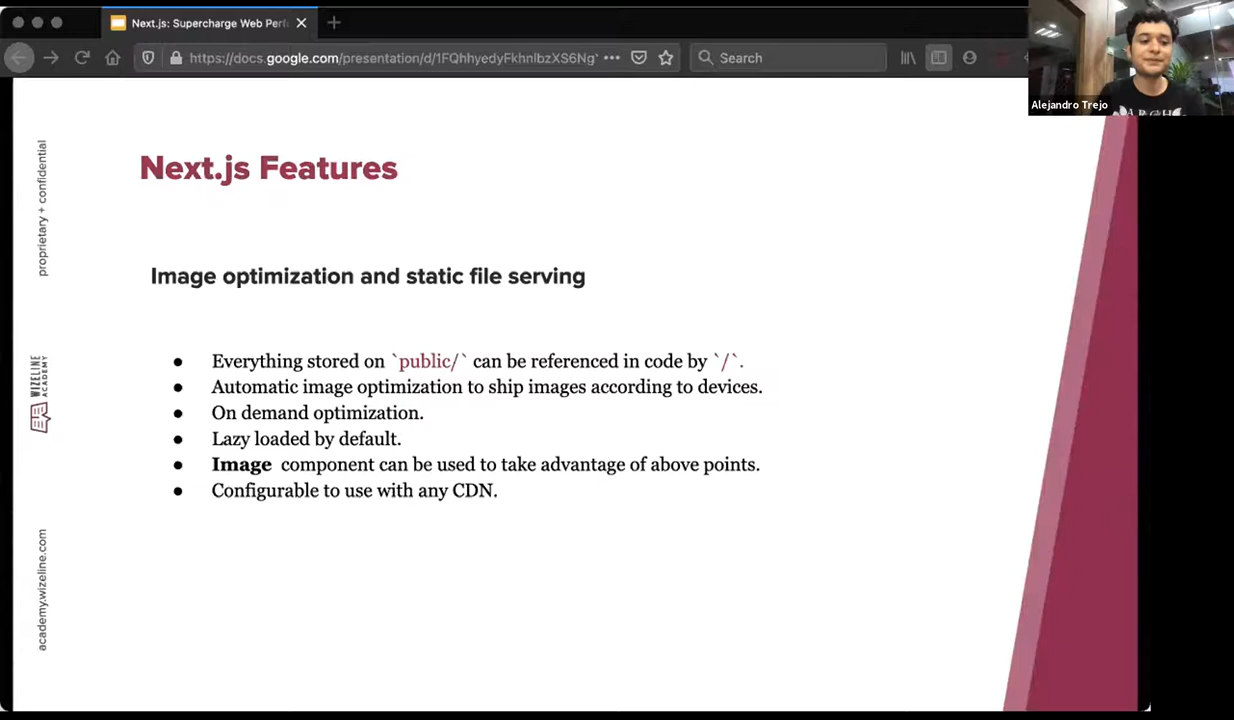 Next.js: Supercharge Web Perf
https://docs.google.com/presentation/d/1FQhhyedyFkhnlbzXS6Ng
Search
Alejandro Trejo
proprietary + confidential
Next.js Features
Image optimization and static file serving
● Everything stored on `public/` can be referenced in code by `/`.
● Automatic image optimization to ship images according to devices.
● On demand optimization.
● Lazy loaded by default.
● Image component can be used to take advantage of above points.
● Configurable to use with any CDN.
WIZELINE
ACADEMY
academy.wizeline.com